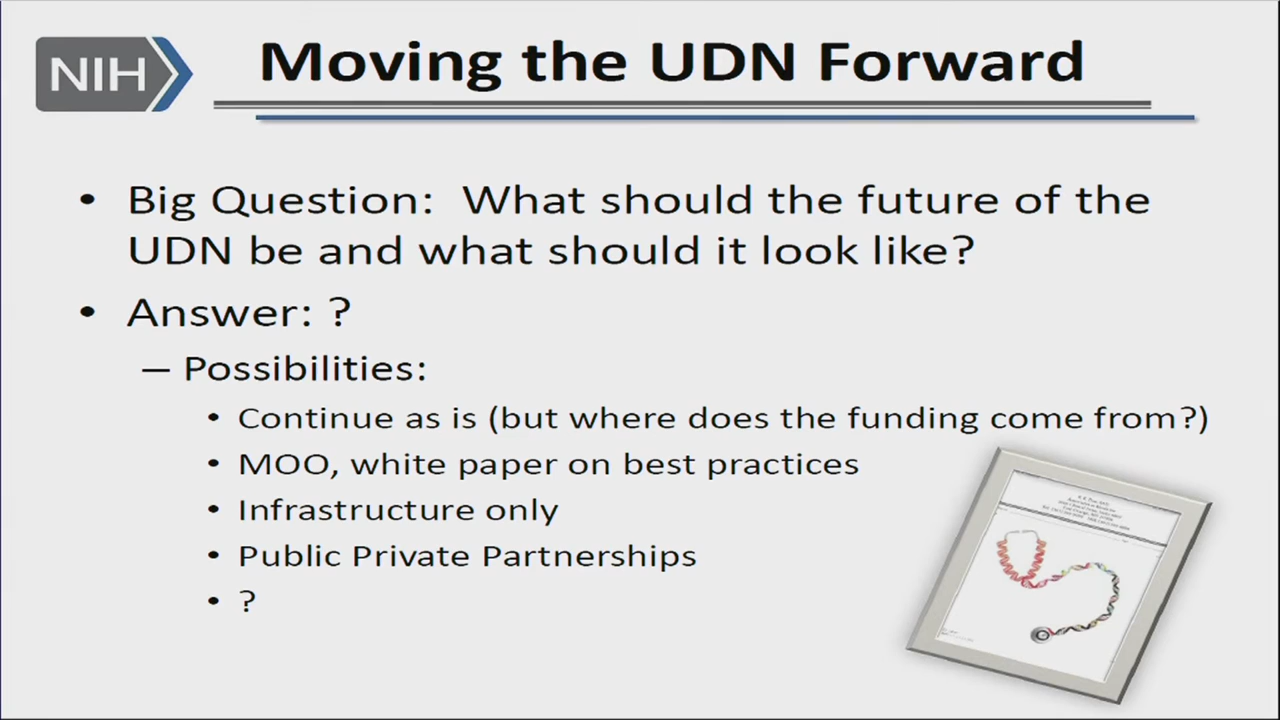 NIH
Moving the UDN Forward
• Big Question: What should the future of the
UDN be and what should it look like?
• Answer: ?
– Possibilities:
• Continue as is (but where does the funding come from?)
• MOO, white paper on best practices
• Infrastructure only
• Public Private Partnerships
• ?